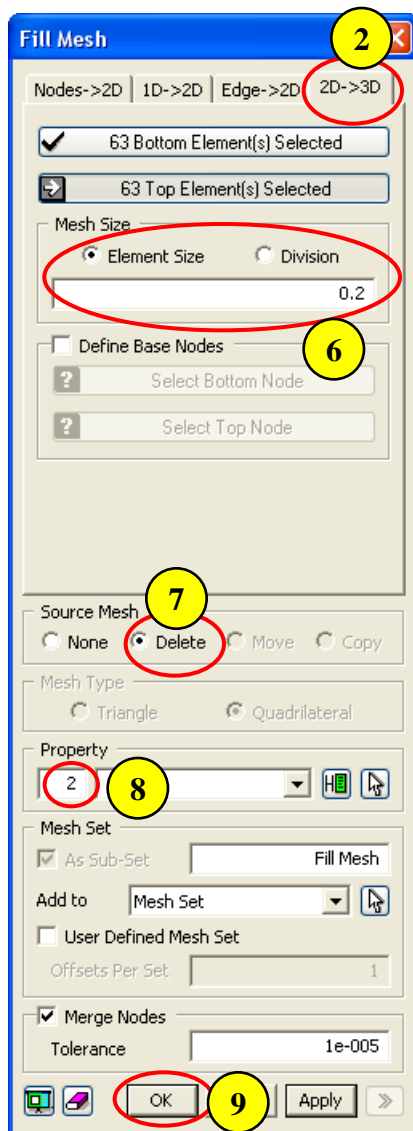 Fill Mesh
2
Nodes->2D 1D->2D Edge->2D 2D->3D
63 Bottom Element(s) Selected
63 Top Element(s) Selected
Mesh Size
Element Size Division
0.2
6
Define Base Nodes
? Select Bottom Node
? Select Top Node
7
Source Mesh
None Delete Move Copy
Mesh Type
Triangle Quadrilateral
Property
2
8
Mesh Set
As Sub-Set Fill Mesh
Add to Mesh Set
User Defined Mesh Set
Offsets Per Set 1
Merge Nodes
Tolerance 1e-005
OK 9 Apply >>